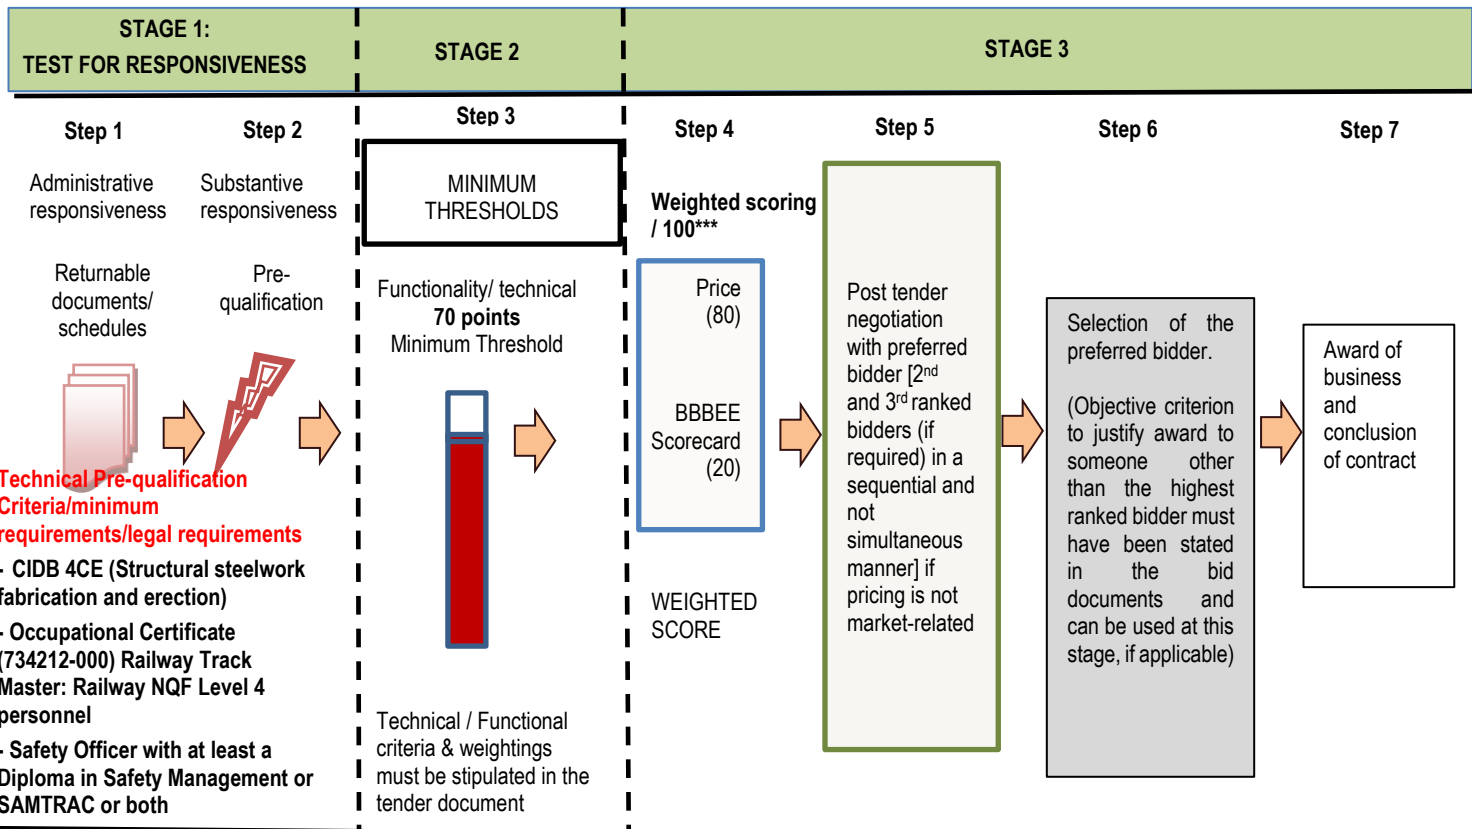 STAGE 1:
TEST FOR RESPONSIVENESS
STAGE 2
STAGE 3
Step 1
Step 2
Step 3
Step 4
Step 5
Step 6
Step 7
Administrative
responsiveness
Returnable
documents/
schedules
Substantive
responsiveness
Pre-
qualification
Technical Pre-qualification
Criteria/minimum
requirements/legal requirements
- CIDB 4CE (Structural steelwork
fabrication and erection)
- Occupational Certificate
(734212-000) Railway Track
Master: Railway NQF Level 4
personnel
- Safety Officer with at least a
Diploma in Safety Management or
SAMTRAC or both
MINIMUM
THRESHOLDS
Functionality/ technical
70 points
Minimum Threshold
Technical / Functional
criteria & weightings
must be stipulated in the
tender document
Weighted scoring
/ 100***
Price
(80)
BBBEE
Scorecard
(20)
WEIGHTED
SCORE
Post tender
negotiation
with preferred
bidder [2nd
and 3rd ranked
bidders (if
required) in a
sequential and
not
simultaneous
manner] if
pricing is not
market-related
Selection of the
preferred bidder.
(Objective criterion
to justify award to
someone other
than the highest
ranked bidder must
have been stated
in the bid
documents and
can be used at this
stage, if applicable)
Award of
business
and
conclusion
of contract